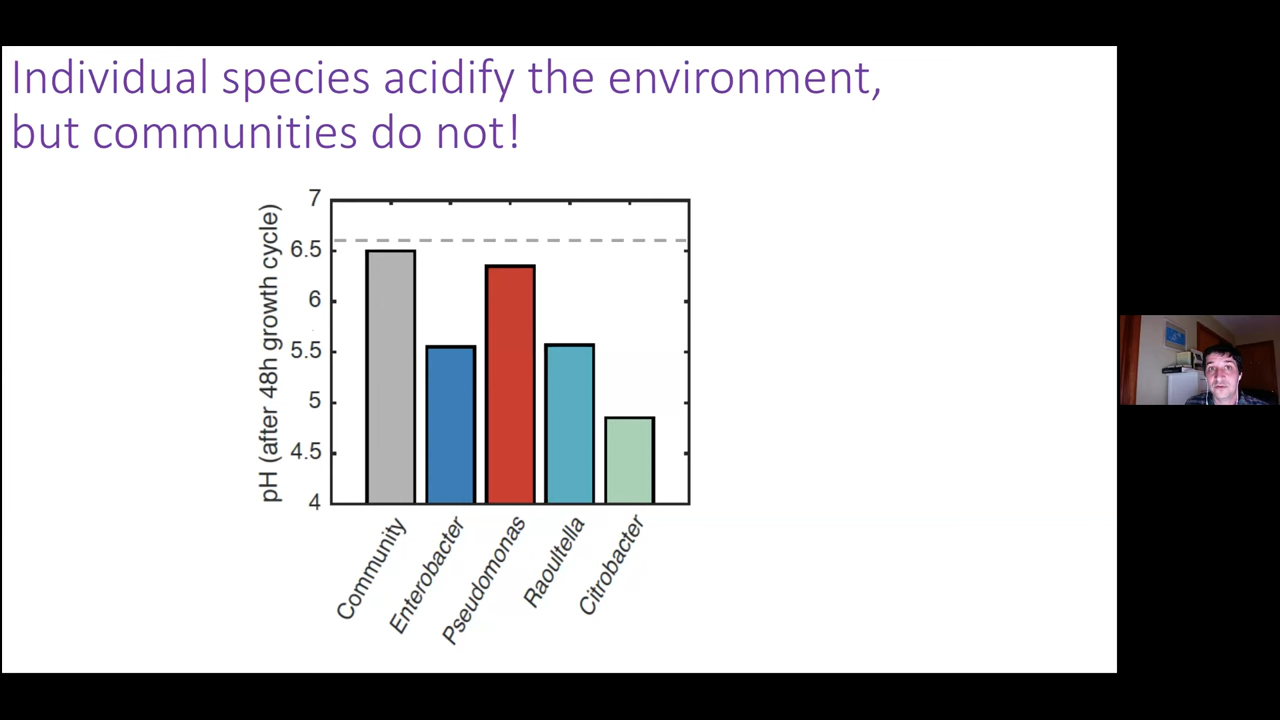 Individual species acidify the environment,
but communities do not!
pH (after 48h growth cycle)
7
6.5
6
5.5
5
4.5
4
Community
Enterobacter
Pseudomonas
Raoultella
Citrobacter